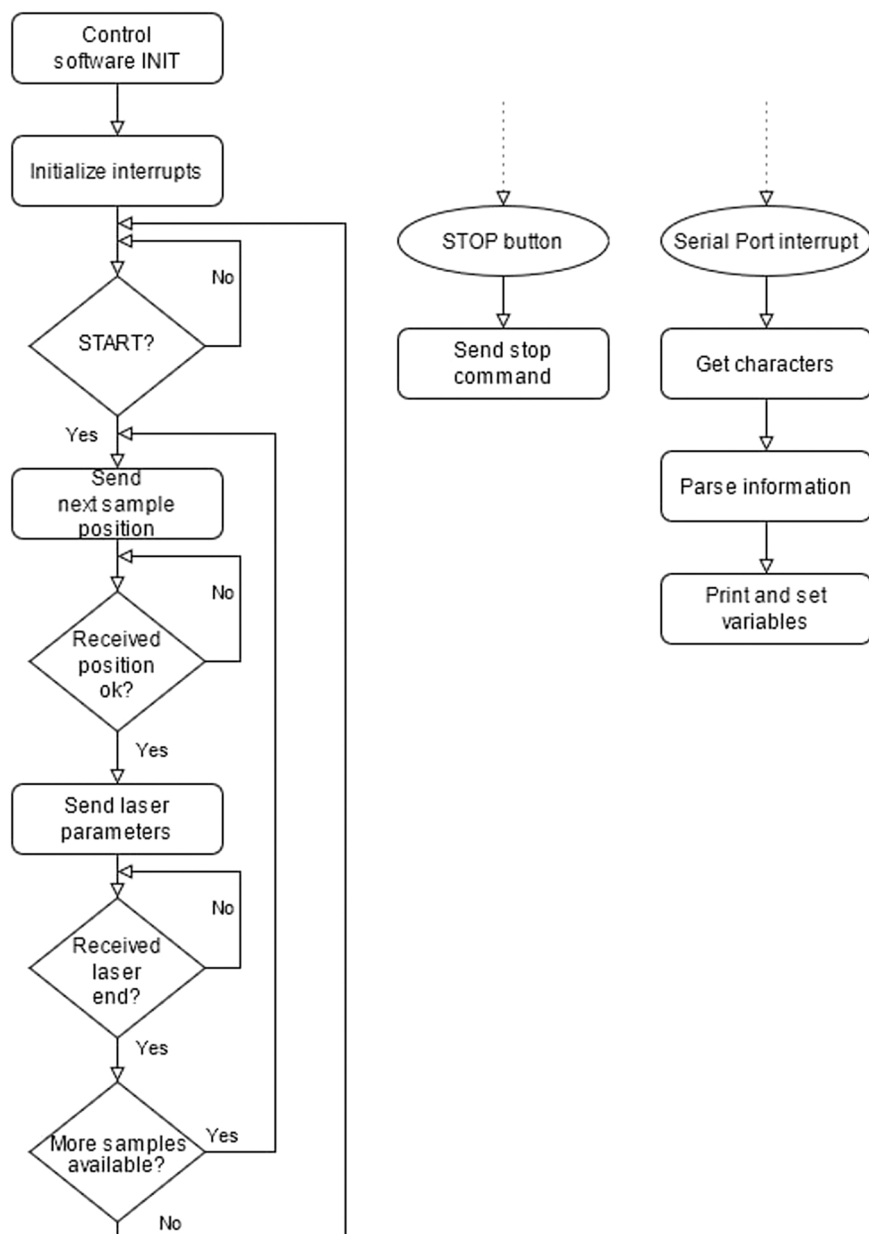 Control
software INIT
Initialize interrupts
No
START?
Yes
Send
next sample
position
No
Received
position
ok?
Yes
Send laser
parameters
No
Received
laser
end?
Yes
More samples
available?
Yes
No
STOP button
Send stop
command
Serial Port interrupt
Get characters
Parse information
Print and set
variables